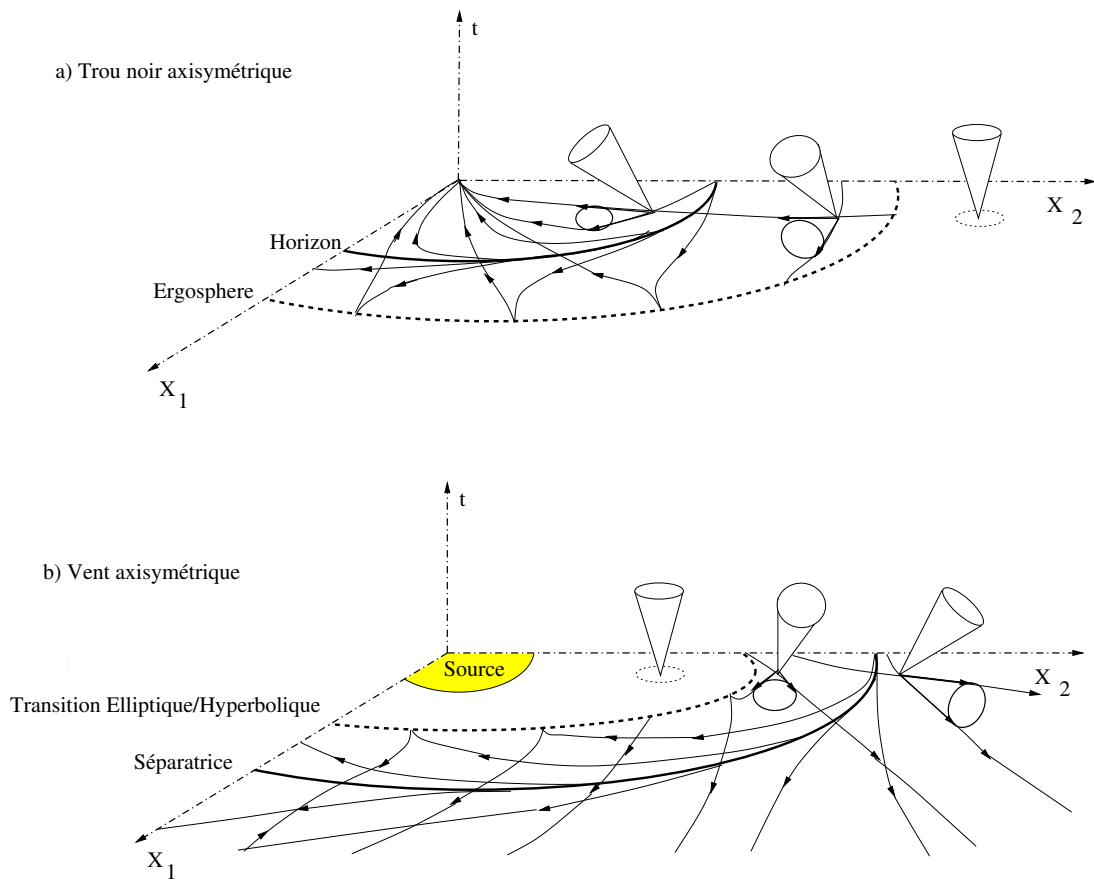 t
a) Trou noir axisymétrique
X 2
Horizon
Ergosphere
X 1
t
b) Vent axisymétrique
Source
X 2
Transition Elliptique/Hyperbolique
Séparatrice
X 1